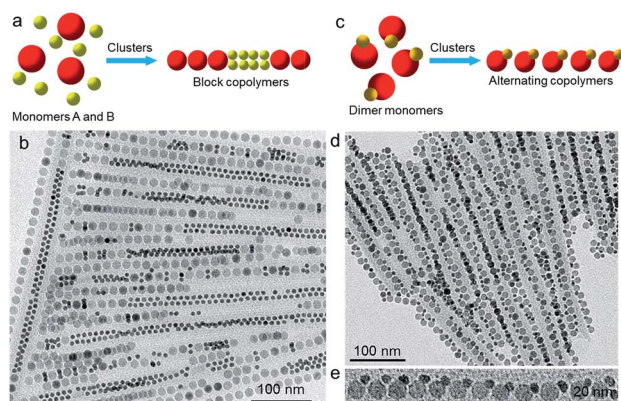 a
Clusters
Monomers A and B
Block copolymers
c
Clusters
Dimer monomers
Alternating copolymers
b
100 nm
d
100 nm
e
20 nm